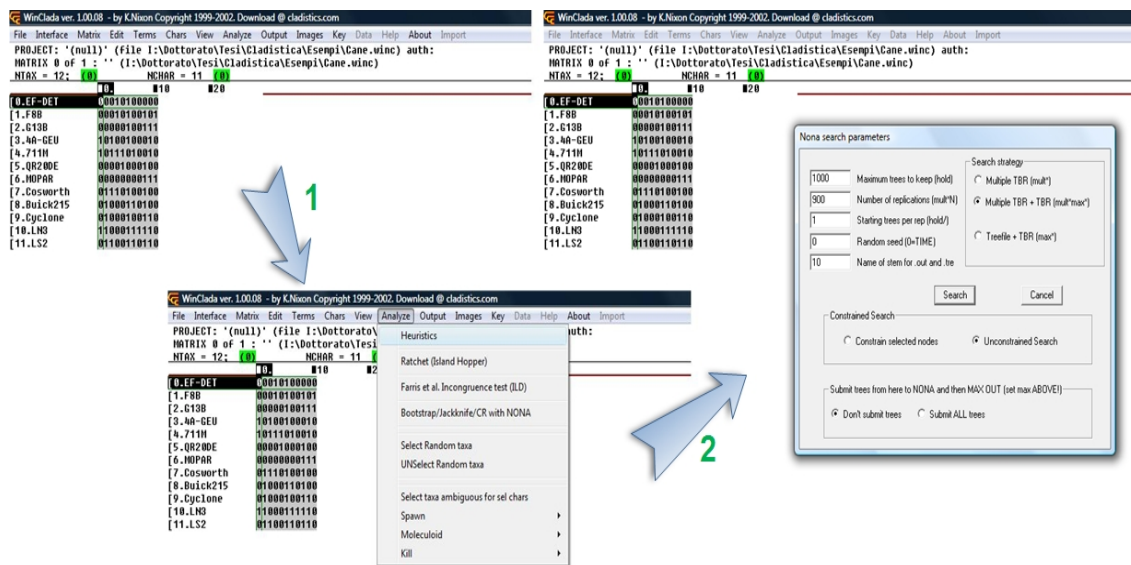 WinClada ver. 1.00.08 - by K.Nixon Copyright 1999-2002. Download @ cladistics.com
File Interface Matrix Edit Terms Chars View Analyze Output Images Key Data Help About Import
PROJECT: '(null)' (file I:\Dottorato\Tesi\Cladistica\Esempi\Cane.winc) auth:
MATRIX 0 of 1 : '' (I:\Dottorato\Tesi\Cladistica\Esempi\Cane.winc)
NTAX = 12; (0) NCHAR = 11 (0)
0. 10 20
[0.EF-DET 00010100000
[1.F8B 00010100101
[2.G13B 00000100111
[3.4A-GEU 10100100010
[4.711M 10111010010
[5.QR20DE 00001000100
[6.MOPAR 00000000111
[7.Cosworth 01110100100
[8.Buick215 01000110100
[9.Cyclone 01000100110
[10.LN3 11000111110
[11.LS2 01100110110
1
WinClada ver. 1.00.08 - by K.Nixon Copyright 1999-2002. Download @ cladistics.com
File Interface Matrix Edit Terms Chars View Analyze Output Images Key Data Help About Import
PROJECT: '(null)' (file I:\Dottorato\Tesi\Cladistica\Esempi\Cane.winc) auth:
MATRIX 0 of 1 : '' (I:\Dottorato\Tesi\Cladistica\Esempi\Cane.winc)
NTAX = 12; (0) NCHAR = 11 (0)
0. 10 20
[0.EF-DET 00010100000
[1.F8B 00010100101
[2.G13B 00000100111
[3.4A-GEU 10100100010
[4.711M 10111010010
[5.QR20DE 00001000100
[6.MOPAR 00000000111
[7.Cosworth 01110100100
[8.Buick215 01000110100
[9.Cyclone 01000100110
[10.LN3 11000111110
[11.LS2 01100110110
Nona search parameters
1000 Maximum trees to keep (hold)
900 Number of replications (mult*N)
1 Starting trees per rep (hold/)
0 Random seed (0=TIME)
10 Name of stem for .out and .tre
Search strategy
Multiple TBR (mult*)
Multiple TBR + TBR (mult*max*)
Treefile + TBR (max*)
Search Cancel
Constrained Search
Constrain selected nodes Unconstrained Search
Submit trees from here to NONA and then MAX OUT (set max ABOVE!)
Don't submit trees Submit ALL trees
WinClada ver. 1.00.08 - by K.Nixon Copyright 1999-2002. Download @ cladistics.com
File Interface Matrix Edit Terms Chars View Analyze Output Images Key Data Help About Import
PROJECT: '(null)' (file I:\Dottorato\ auth:
MATRIX 0 of 1 : '' (I:\Dottorato\Tesi
NTAX = 12; (0) NCHAR = 11 (
0. 10 2
[0.EF-DET 00010100000
[1.F8B 00010100101
[2.G13B 00000100111
[3.4A-GEU 10100100010
[4.711M 10111010010
[5.QR20DE 00001000100
[6.MOPAR 00000000111
[7.Cosworth 01110100100
[8.Buick215 01000110100
[9.Cyclone 01000100110
[10.LN3 11000111110
[11.LS2 01100110110
Heuristics
Ratchet (Island Hopper)
Farris et al. Incongruence test (ILD)
Bootstrap/Jackknife/CR with NONA
Select Random taxa
UNSelect Random taxa
Select taxa ambiguous for sel chars
Spawn
Moleculoid
Kill
2